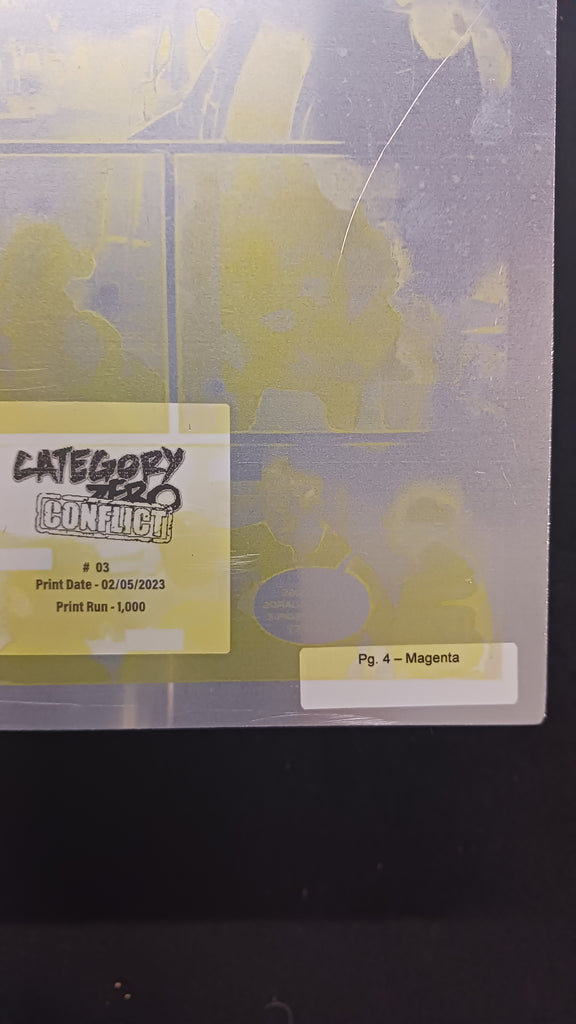 CATEGORY
ZERO
CONFLICT
# 03
Print Date - 02/05/2023
Print Run - 1,000
Pg. 4 – Magenta